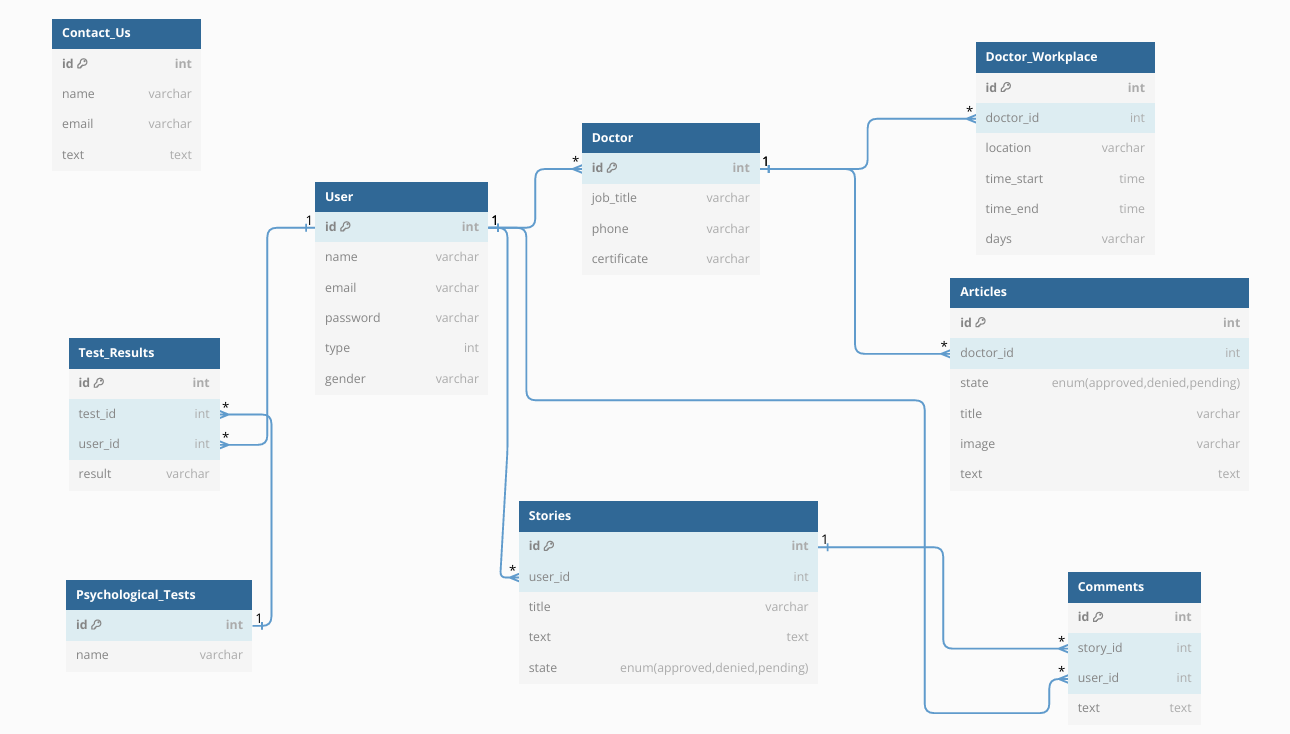 Contact_Us
id int
name varchar
email varchar
text text
Doctor_Workplace
id int
* doctor_id int
location varchar
time_start time
time_end time
days varchar
Doctor
* id int 1
job_title varchar
phone varchar
certificate varchar
User
1 id int 1
name varchar
email varchar
password varchar
type int
gender varchar
Articles
id int
* doctor_id int
state enum(approved,denied,pending)
title varchar
image varchar
text text
Test_Results
id int
test_id int *
user_id int *
result varchar
Stories
id int 1
* user_id int
title varchar
text text
state enum(approved,denied,pending)
Psychological_Tests
id int 1
name varchar
Comments
id int
* story_id int
* user_id int
text text